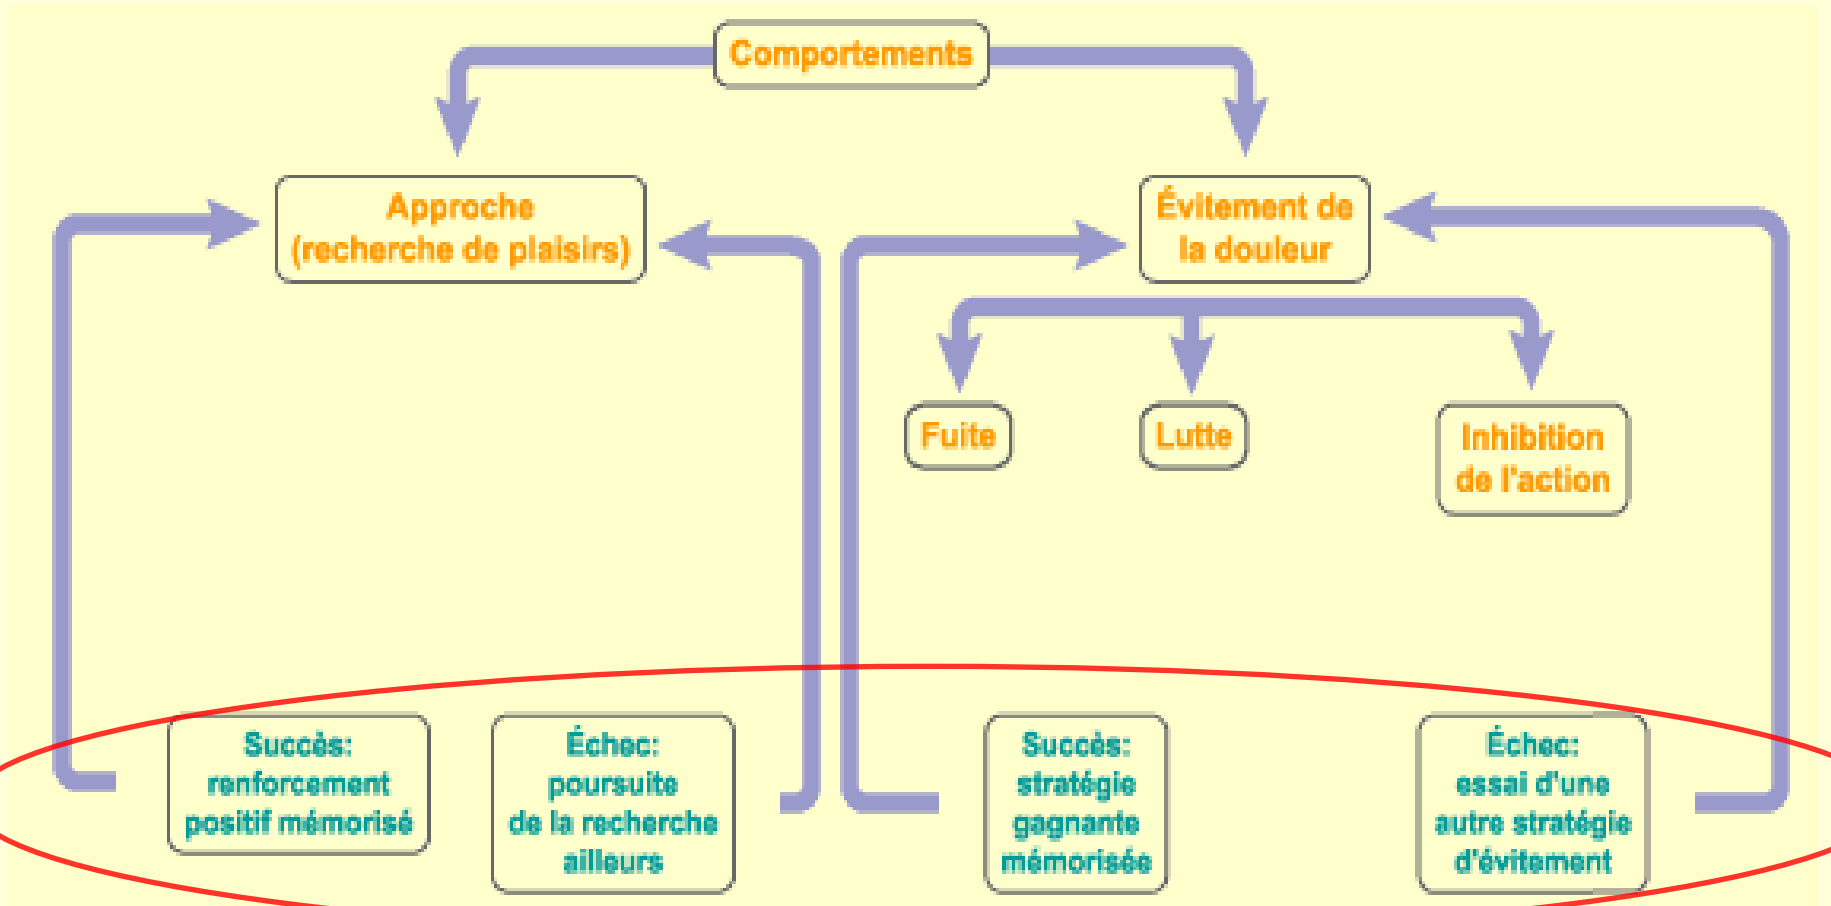 Comportements
Approche
(recherche de plaisirs)
Évitement de
la douleur
Fuite
Lutte
Inhibition
de l'action
Succès:
renforcement
positif mémorisé
Échec:
poursuite
de la recherche
ailleurs
Succès:
stratégie
gagnante
mémorisée
Échec:
essai d'une
autre stratégie
d'évitement